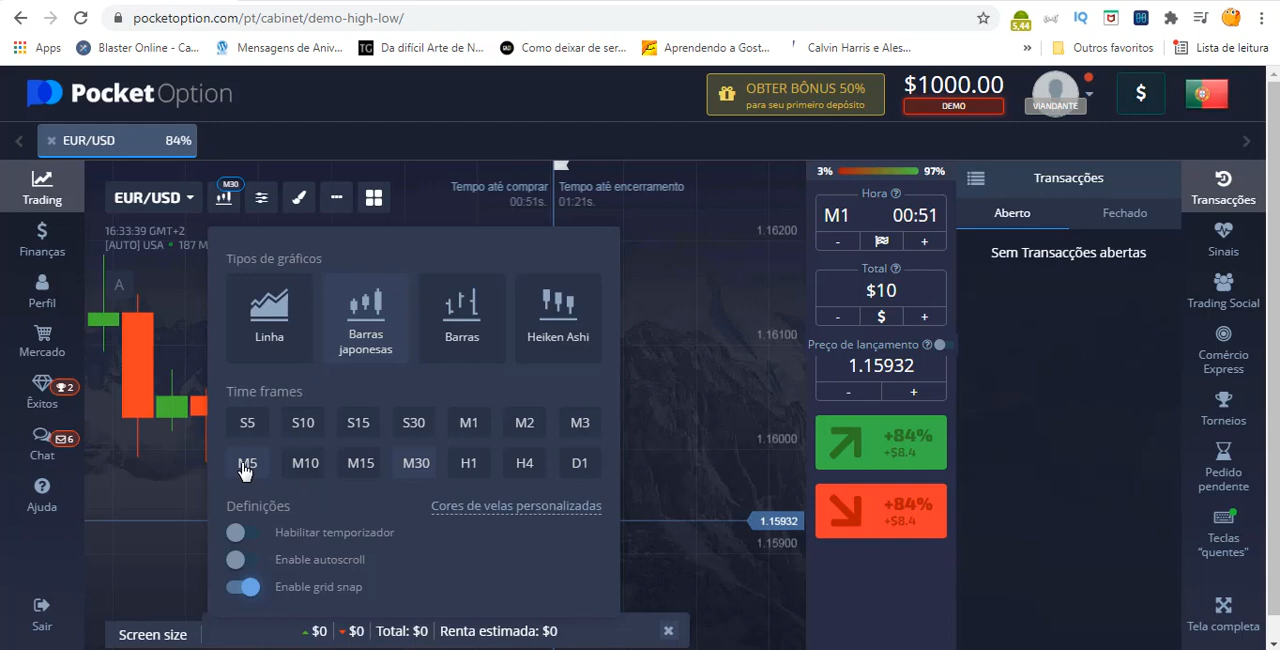 pocketoption.com/pt/cabinet/demo-high-low/
5,44
IQ
Apps
Blaster Online - Ca...
Mensagens de Aniv...
TG
Da difícil Arte de N...
Como deixar de ser...
Aprendendo a Gost...
Calvin Harris e Ales...
»
Outros favoritos
Lista de leitura
Pocket Option
OBTER BÔNUS 50%
para seu primeiro depósito
$1000.00
DEMO
VIANDANTE
$
EUR/USD 84%
Trading
Finanças
Perfil
Mercado
2
Êxitos
6
Chat
Ajuda
Sair
EUR/USD
M30
16:33:39 GMT+2
[AUTO] USA • 187 M
A
Tempo até comprar
00:51s.
Tempo até encerramento
01:21s.
Tipos de gráficos
Linha
Barras
japonesas
Barras
Heiken Ashi
Time frames
S5 S10 S15 S30 M1 M2 M3
M5 M10 M15 M30 H1 H4 D1
Definições
Cores de velas personalizadas
Habilitar temporizador
Enable autoscroll
Enable grid snap
Screen size
$0 $0 Total: $0 Renta estimada: $0
1.16200
1.16100
1.16000
1.15932
1.15900
3% 97%
Hora
M1 00:51
- +
Total
$10
- $ +
Preço de lançamento
1.15932
- +
+84%
+$8.4
+84%
+$8.4
Transacções
Aberto Fechado
Sem Transacções abertas
Transacções
Sinais
Trading Social
Comércio
Express
Torneios
Pedido
pendente
Teclas
“quentes”
Tela completa